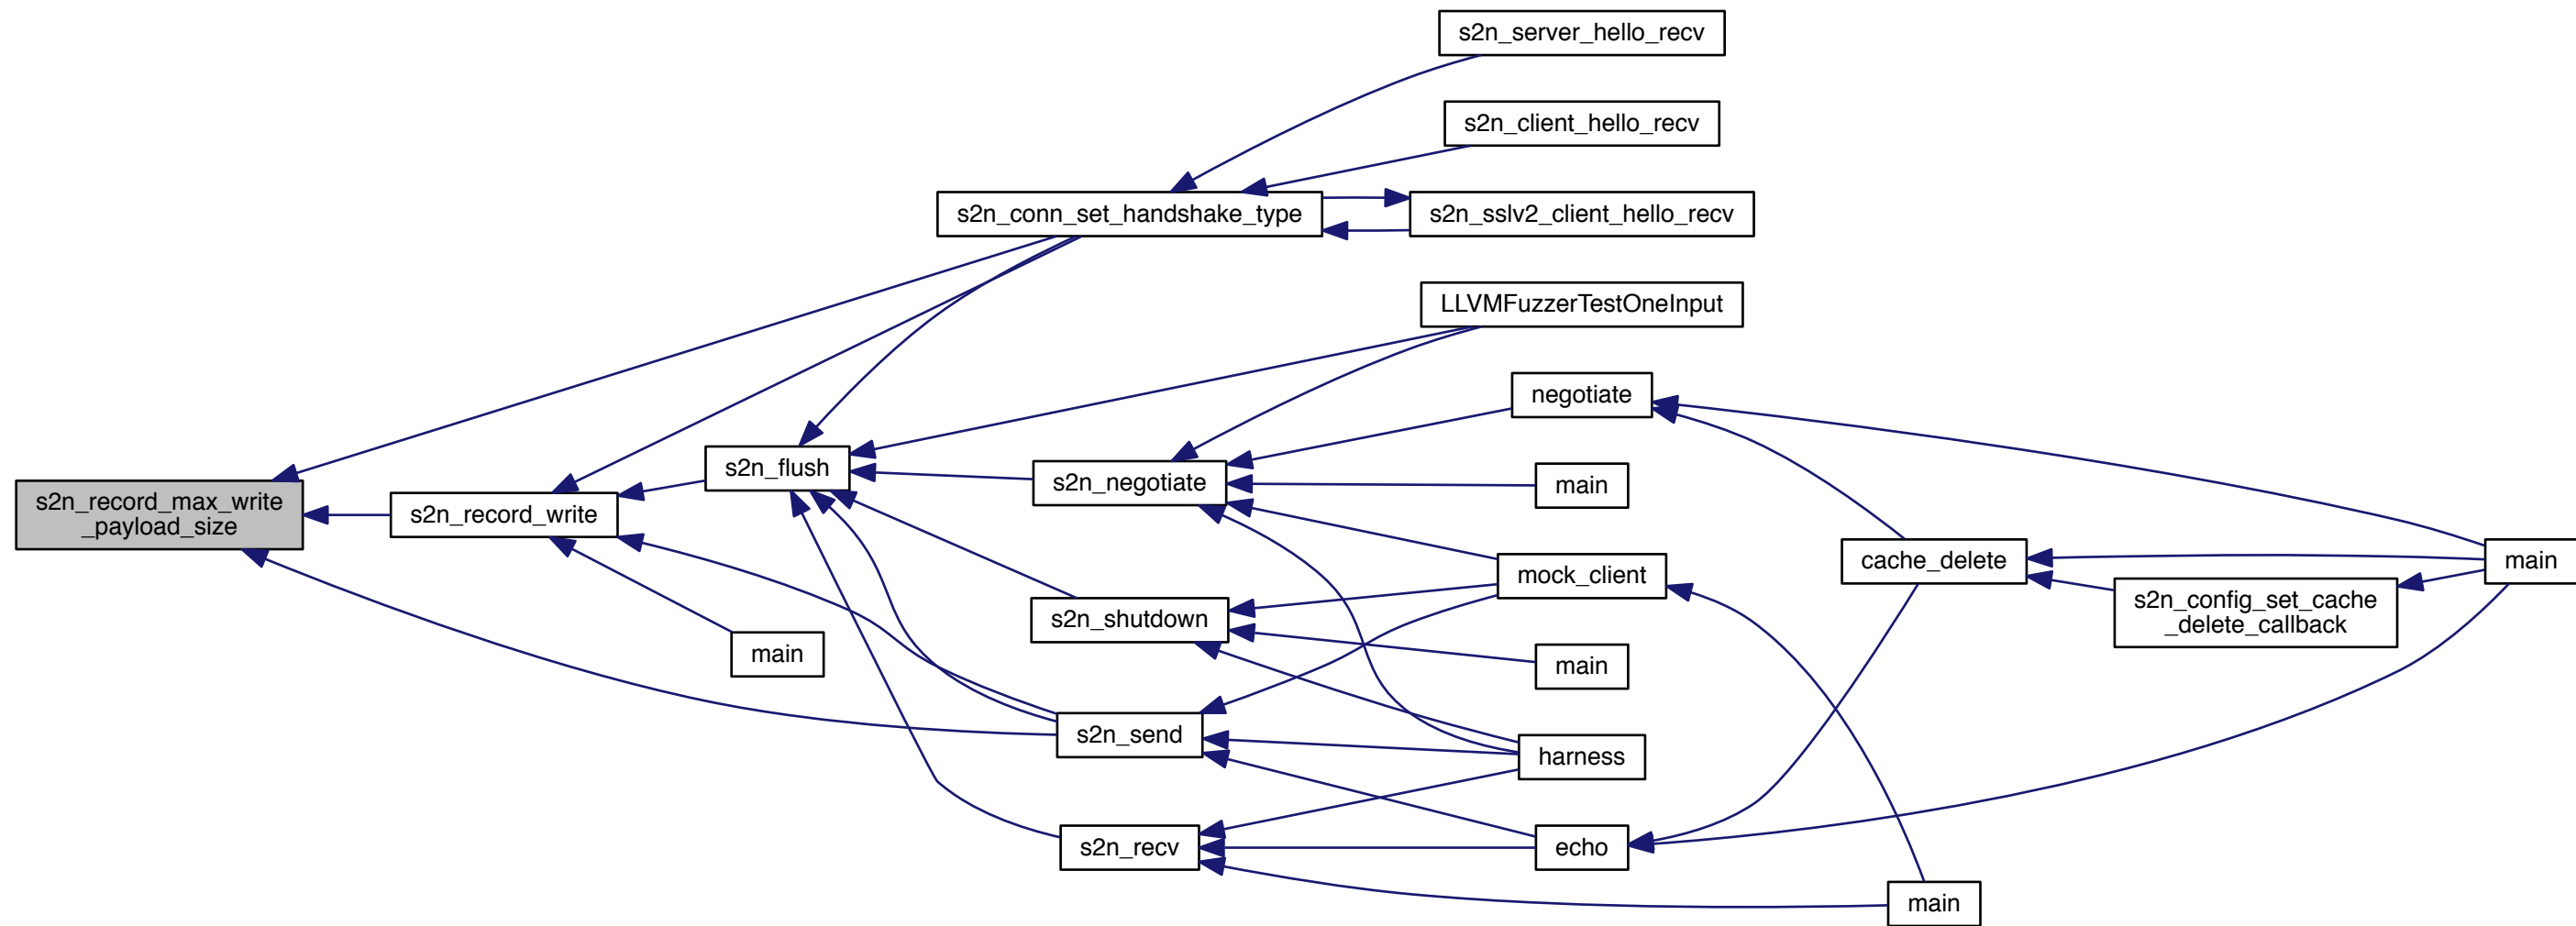 s2n_server_hello_recv
s2n_client_hello_recv
s2n_conn_set_handshake_type
s2n_sslv2_client_hello_recv
LLVMFuzzerTestOneInput
negotiate
s2n_flush
s2n_negotiate
main
s2n_record_max_write
_payload_size
s2n_record_write
mock_client
cache_delete
main
s2n_config_set_cache
_delete_callback
s2n_shutdown
main
main
s2n_send
harness
s2n_recv
echo
main